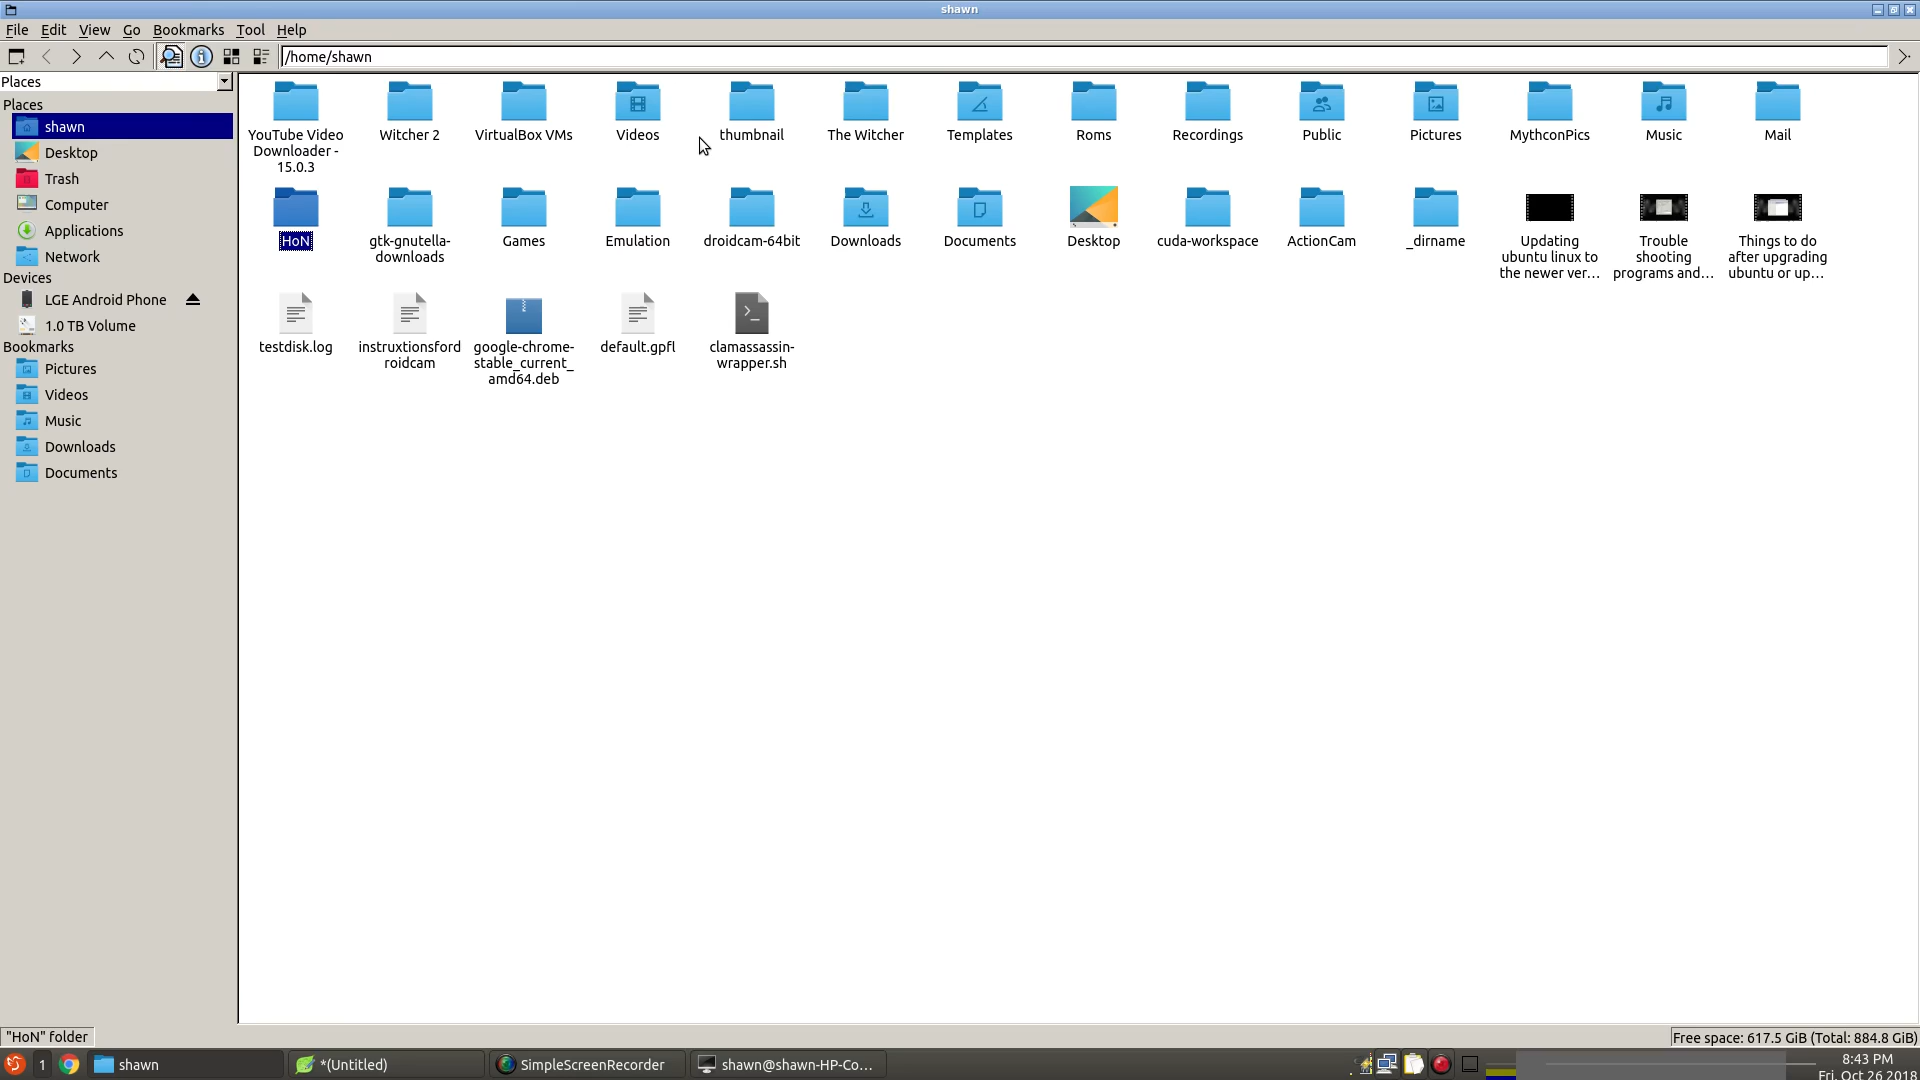 shawn
File Edit View Go Bookmarks Tool Help
/home/shawn
Places
Places
shawn
Desktop
Trash
Computer
Applications
Network
Devices
LGE Android Phone
1.0 TB Volume
Bookmarks
Pictures
Videos
Music
Downloads
Documents
YouTube Video
Downloader -
15.0.3
Witcher 2
VirtualBox VMs
Videos
thumbnail
The Witcher
Templates
Roms
Recordings
Public
Pictures
MythconPics
Music
Mail
HoN
gtk-gnutella-
downloads
Games
Emulation
droidcam-64bit
Downloads
Documents
Desktop
cuda-workspace
ActionCam
_dirname
Updating
ubuntu linux to
the newer ver...
Trouble
shooting
programs and...
Things to do
after upgrading
ubuntu or up...
testdisk.log
instruxtionsford
roidcam
google-chrome-
stable_current_
amd64.deb
default.gpfl
clamassassin-
wrapper.sh
"HoN" folder
Free space: 617.5 GiB (Total: 884.8 GiB)
1
shawn
*(Untitled)
SimpleScreenRecorder
shawn@shawn-HP-Co...
8:43 PM
Fri, Oct 26 2018